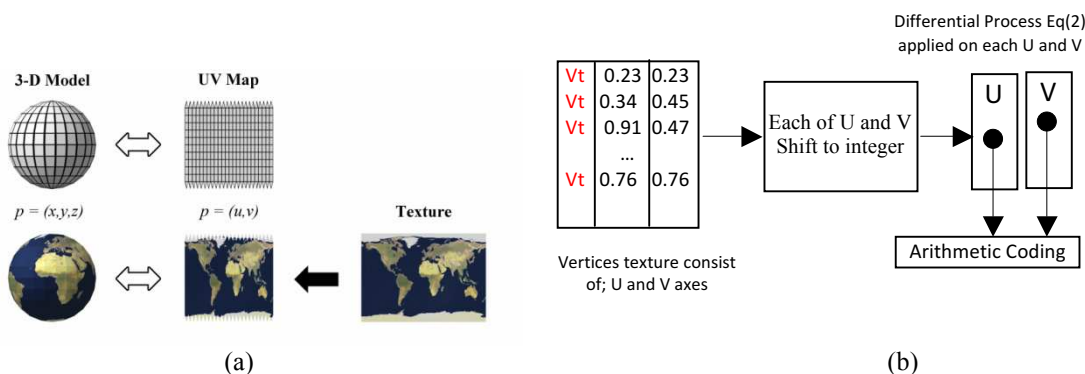 3-D Model
UV Map
p = (x,y,z)
p = (u,v)
Texture
(a)
Differential Process Eq(2)
applied on each U and V
Vt 0.23 0.23
Vt 0.34 0.45
Vt 0.91 0.47
...
Vt 0.76 0.76
Each of U and V
Shift to integer
U
V
Arithmetic Coding
Vertices texture consist
of; U and V axes
(b)